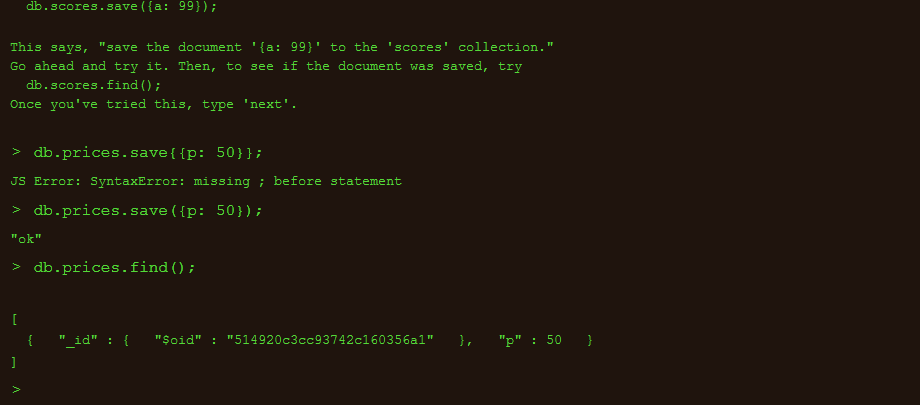 db.scores.save({a: 99});
This says, "save the document '{a: 99}' to the 'scores' collection."
Go ahead and try it. Then, to see if the document was saved, try
db.scores.find();
Once you've tried this, type 'next'.
> db.prices.save{{p: 50}};
JS Error: SyntaxError: missing ; before statement
> db.prices.save({p: 50});
"ok"
> db.prices.find();
[
{ "_id" : { "$oid" : "514920c3cc93742c160356a1" }, "p" : 50 }
]
>